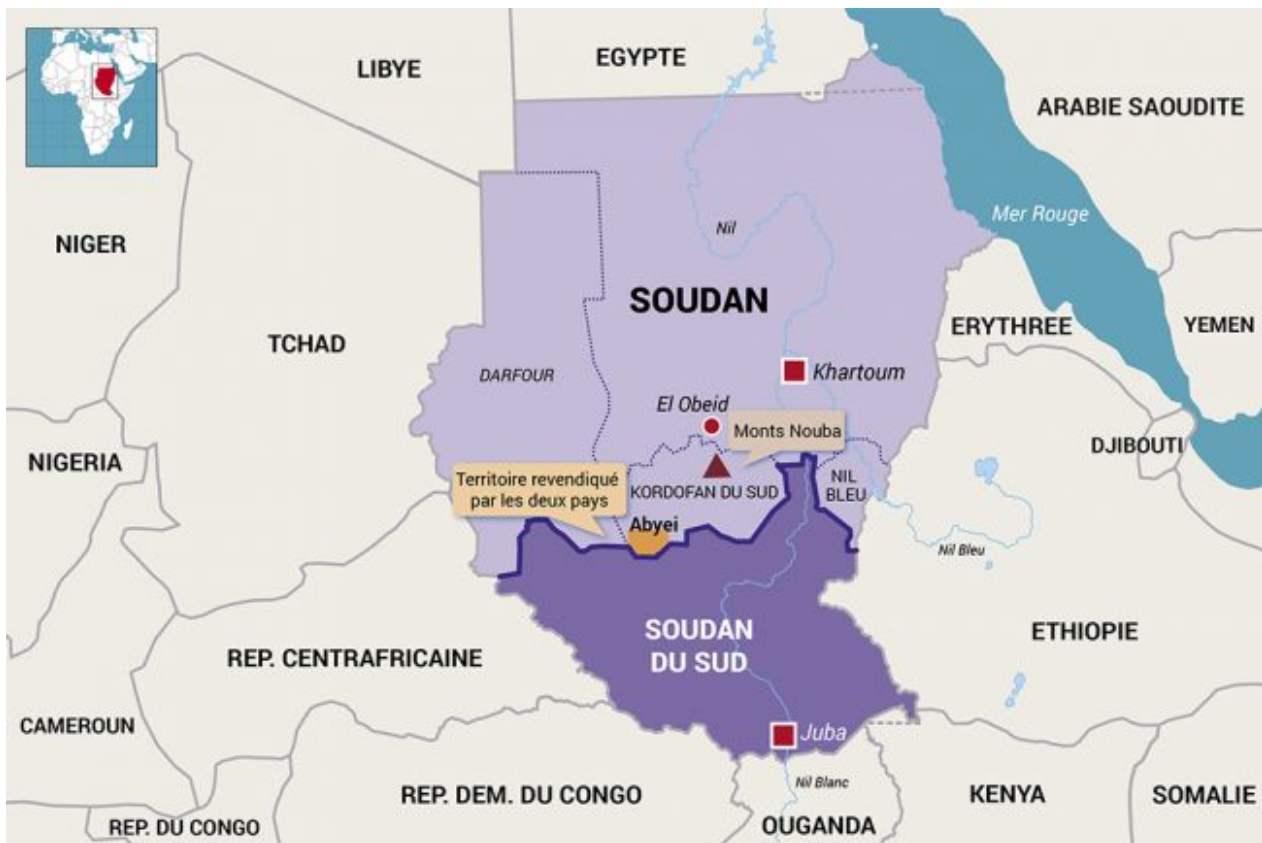 EGYPTE
LIBYE
ARABIE SAOUDITE
Mer Rouge
NIGER
Nil
SOUDAN
ERYTHREE
YEMEN
TCHAD
DARFOUR
Khartoum
El Obeid
Monts Nouba
DJIBOUTI
NIGERIA
Territoire revendiqué
par les deux pays
KORDOFAN DU SUD
NIL
BLEU
Abyei
Nil Bleu
SOUDAN
DU SUD
ETHIOPIE
REP. CENTRAFRICAINE
CAMEROUN
Juba
Nil Blanc
REP. DEM. DU CONGO
KENYA
SOMALIE
REP. DU CONGO
OUGANDA